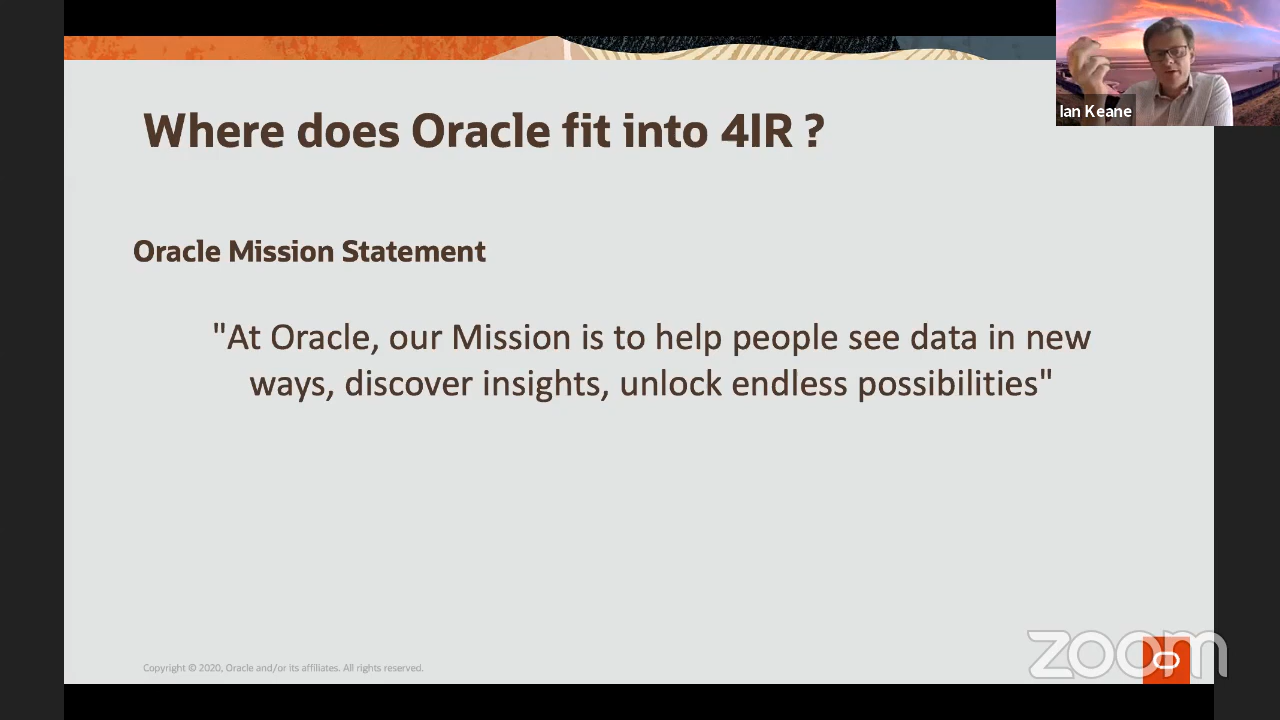 Where does Oracle fit into 4IR ?
Ian Keane
Oracle Mission Statement
"At Oracle, our Mission is to help people see data in new
ways, discover insights, unlock endless possibilities"
Copyright © 2020, Oracle and/or its affiliates. All rights reserved.
zoom